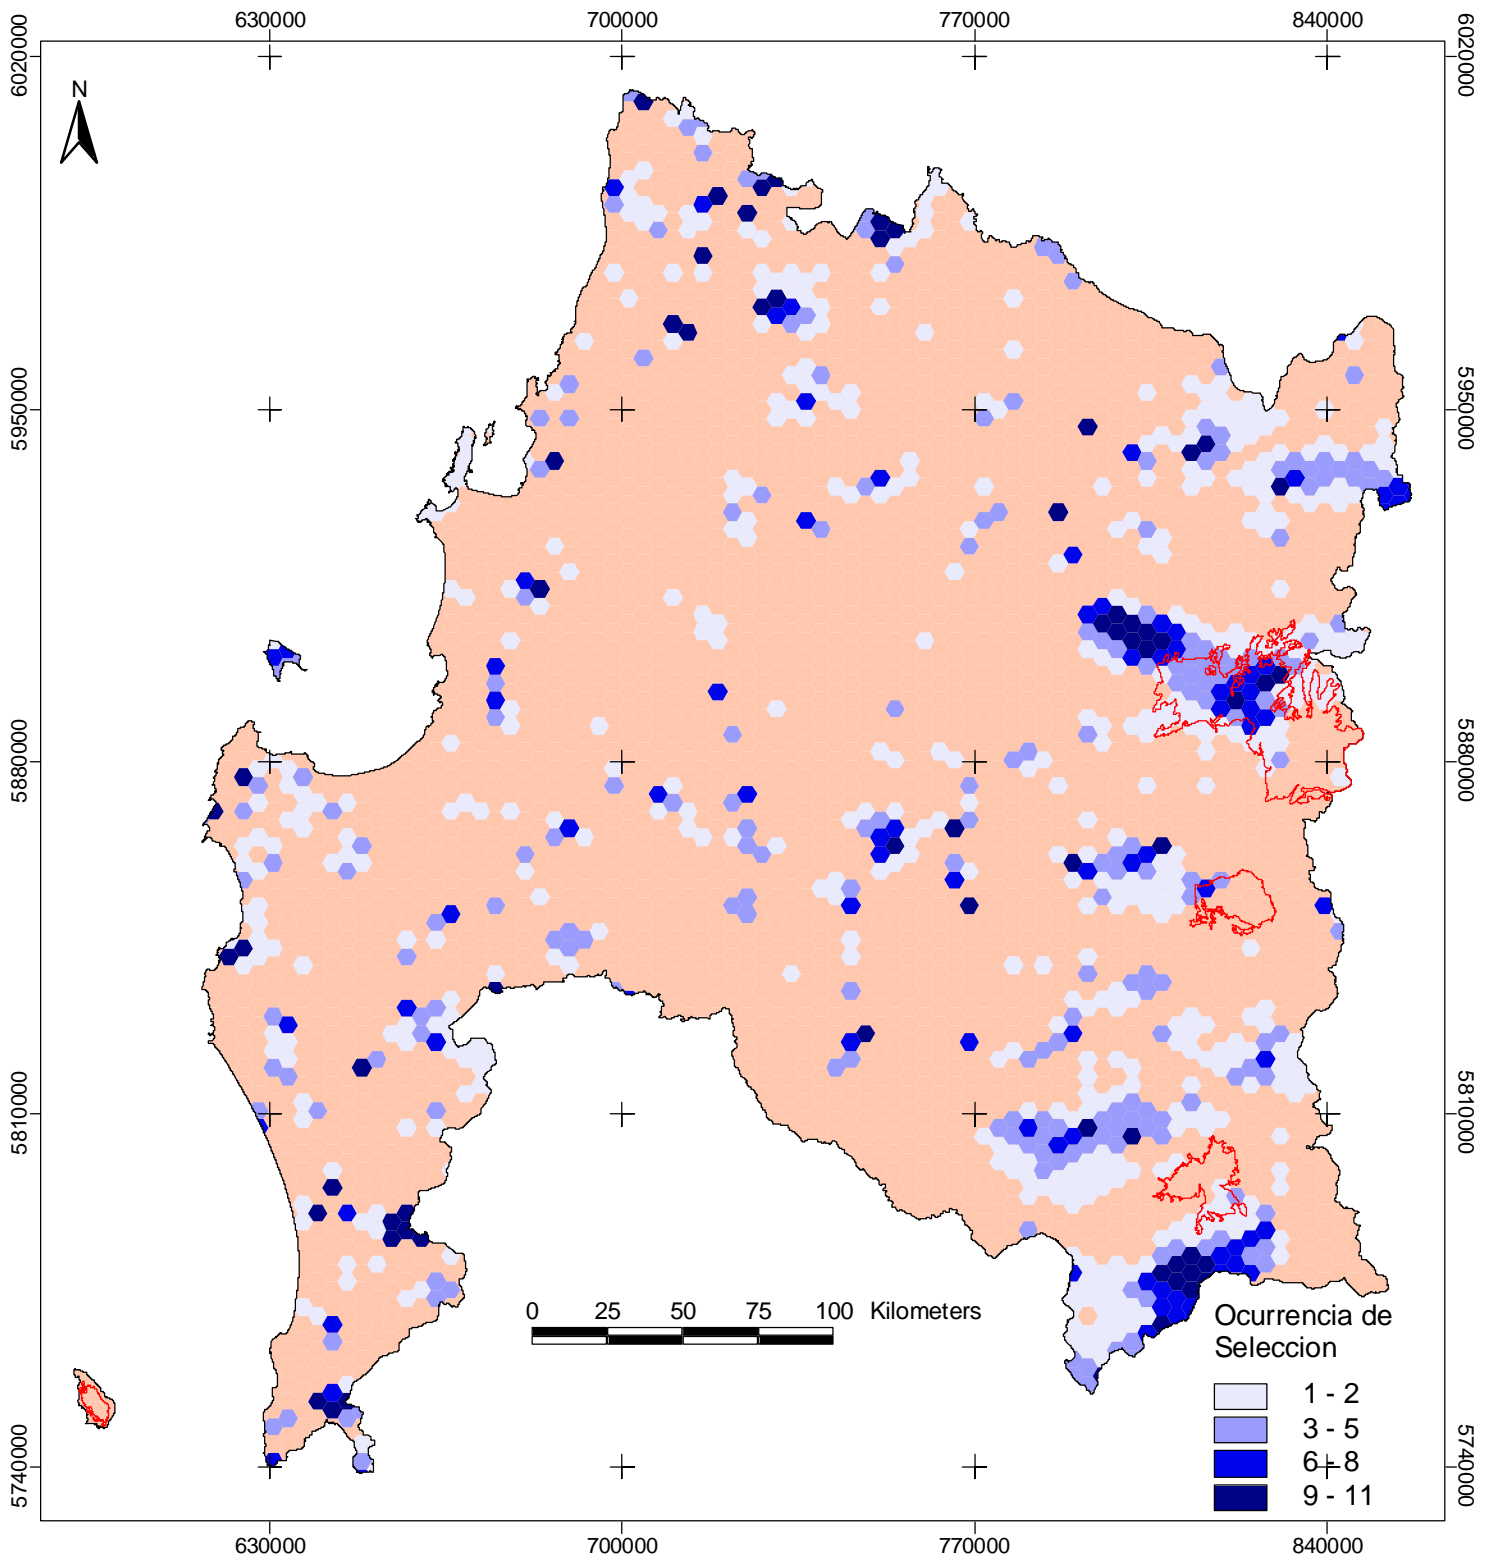 630000 700000 770000 840000
6020000 6020000
N
5950000 5950000
5880000 5880000
5810000 5810000
0 25 50 75 100 Kilometers
Ocurrencia de
Seleccion
1 - 2
3 - 5
6 - 8
9 - 11
5740000 5740000
630000 700000 770000 840000